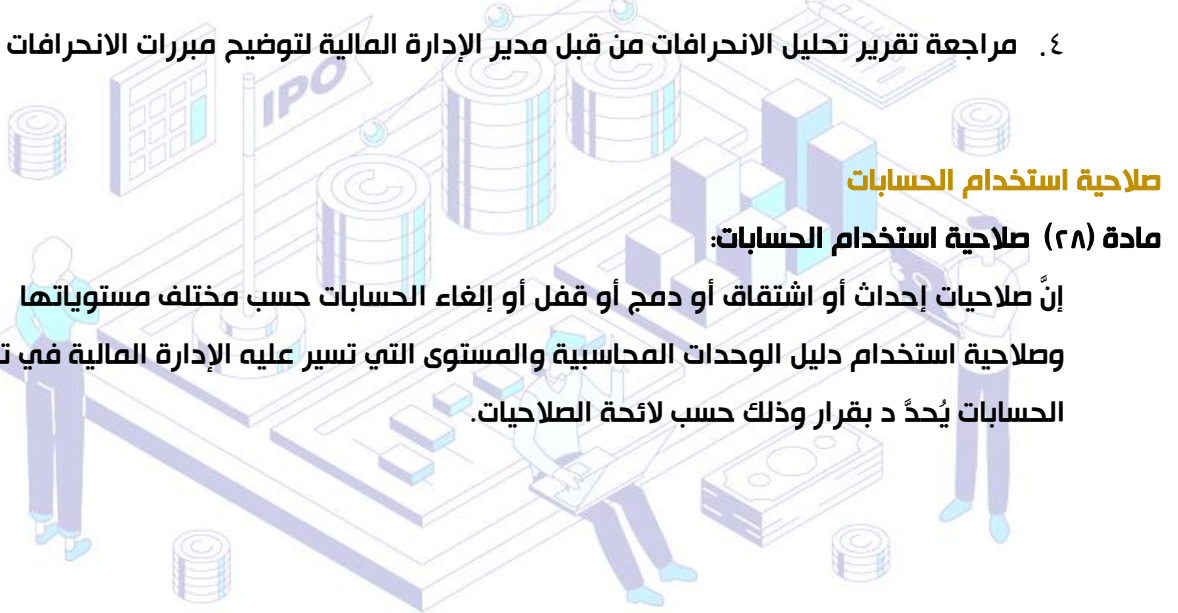 ٤. مراجعة تقرير تحليل الانحرافات من قبل مدير الإدارة المالية لتوضيح مبررات الانحرافات
IPO
صلاحية استخدام الحسابات
مادة (٢٨) صلاحية استخدام الحسابات:
إنَّ صلاحيات إحداث أو اشتقاق أو دمج أو قفل أو إلغاء الحسابات حسب مختلف مستوياتها
وصلاحية استخدام دليل الوحدات المحاسبية والمستوى التي تسير عليه الإدارة المالية في
الحسابات يُحدَّ د بقرار وذلك حسب لائحة الصلاحيات.